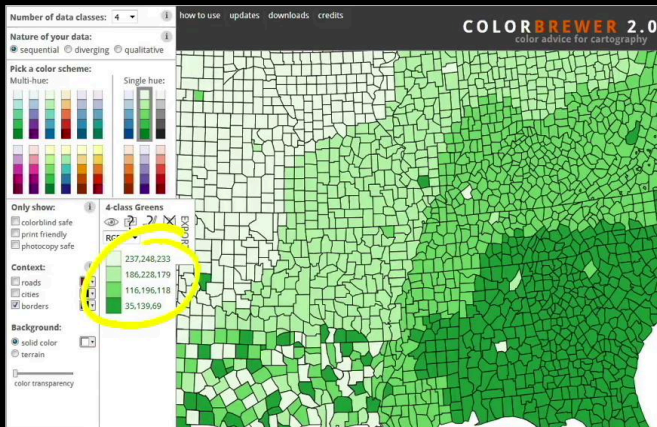 Number of data classes: 4 i
how to use updates downloads credits
COLORBREWER 2.0
color advice for cartography
Nature of your data: i
sequential diverging qualitative
Pick a color scheme:
Multi-hue: Single hue:
Only show: i
colorblind safe
print friendly
photocopy safe
Context:
roads
cities
borders
Background:
solid color
terrain
color transparency
4-class Greens
EXPORT
237,248,233
186,228,179
116,196,118
35,139,69